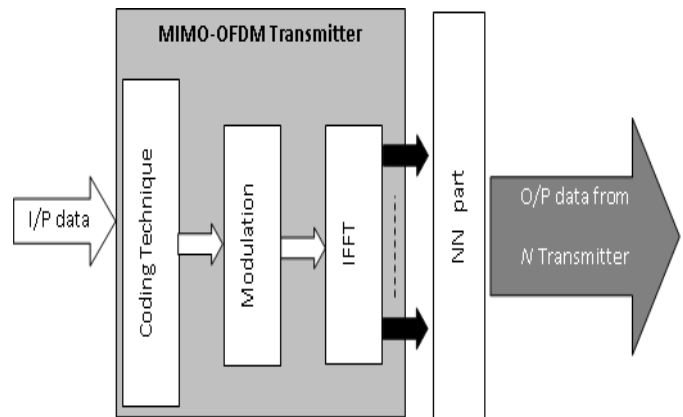 MIMO-OFDM Transmitter
I/P data
Coding Technique
Modulation
IFFT
NN part
O/P data from
N Transmitter